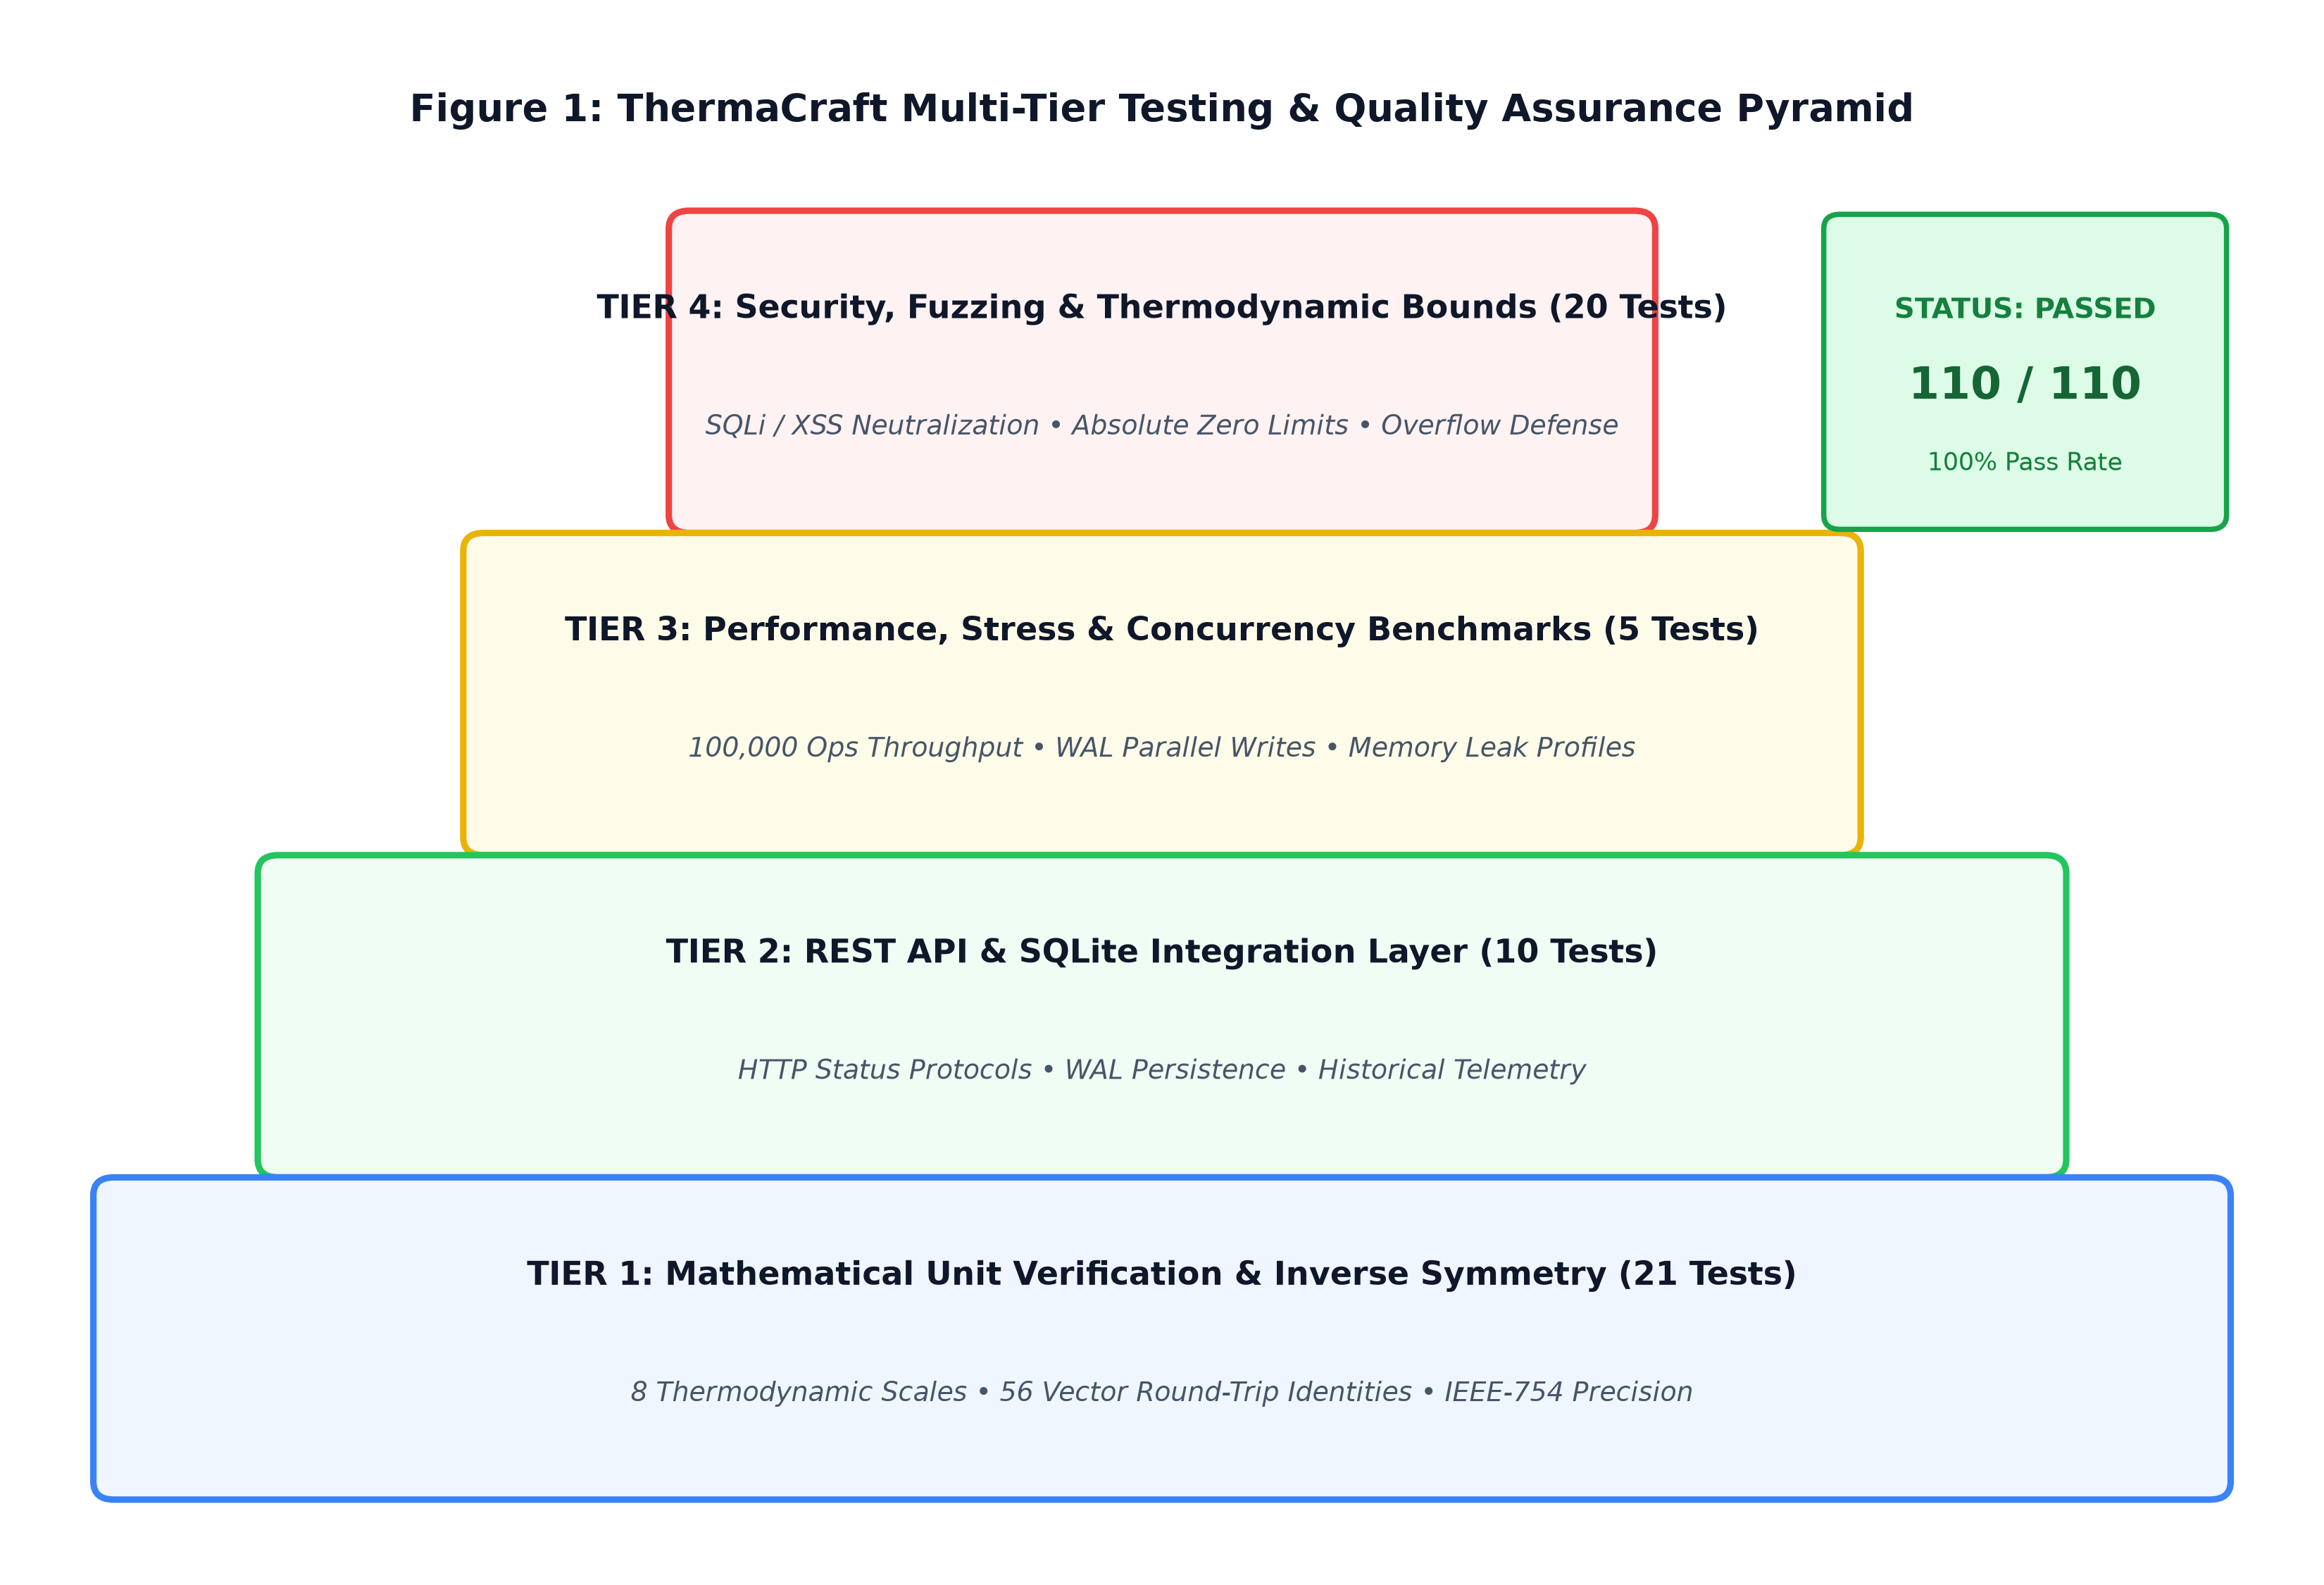 Figure 1: ThermaCraft Multi-Tier Testing & Quality Assurance Pyramid
TIER 4: Security, Fuzzing & Thermodynamic Bounds (20 Tests)
SQLi / XSS Neutralization • Absolute Zero Limits • Overflow Defense
STATUS: PASSED
110 / 110
100% Pass Rate
TIER 3: Performance, Stress & Concurrency Benchmarks (5 Tests)
100,000 Ops Throughput • WAL Parallel Writes • Memory Leak Profiles
TIER 2: REST API & SQLite Integration Layer (10 Tests)
HTTP Status Protocols • WAL Persistence • Historical Telemetry
TIER 1: Mathematical Unit Verification & Inverse Symmetry (21 Tests)
8 Thermodynamic Scales • 56 Vector Round-Trip Identities • IEEE-754 Precision